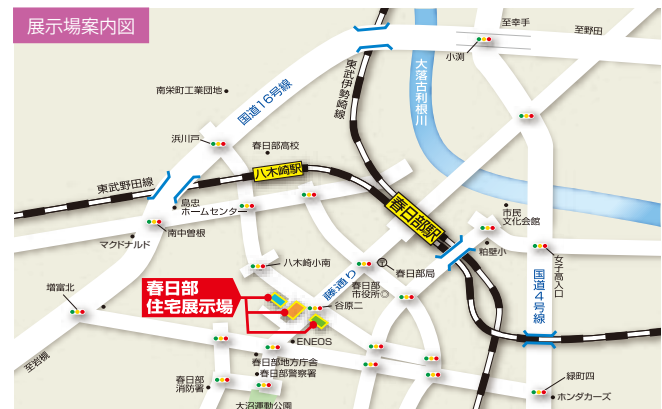 展示場案内図
至幸手
至野田
小渕
東武伊勢崎線
大落古利根川
南栄町工業団地
国道16号線
浜川戸
春日部高校
八木崎駅
東武野田線
島忠
ホームセンター
春日部駅
市民
文化会館
マクドナルド
南中曽根
粕壁小
女子高入口
八木崎小南
藤通り
春日部局
増富北
春日部
住宅展示場
春日部
市役所
谷原二
国道4号線
ENEOS
至岩槻
春日部地方庁舎
春日部警察署
春日部
消防署
緑町四
ホンダカーズ
大沼運動公園